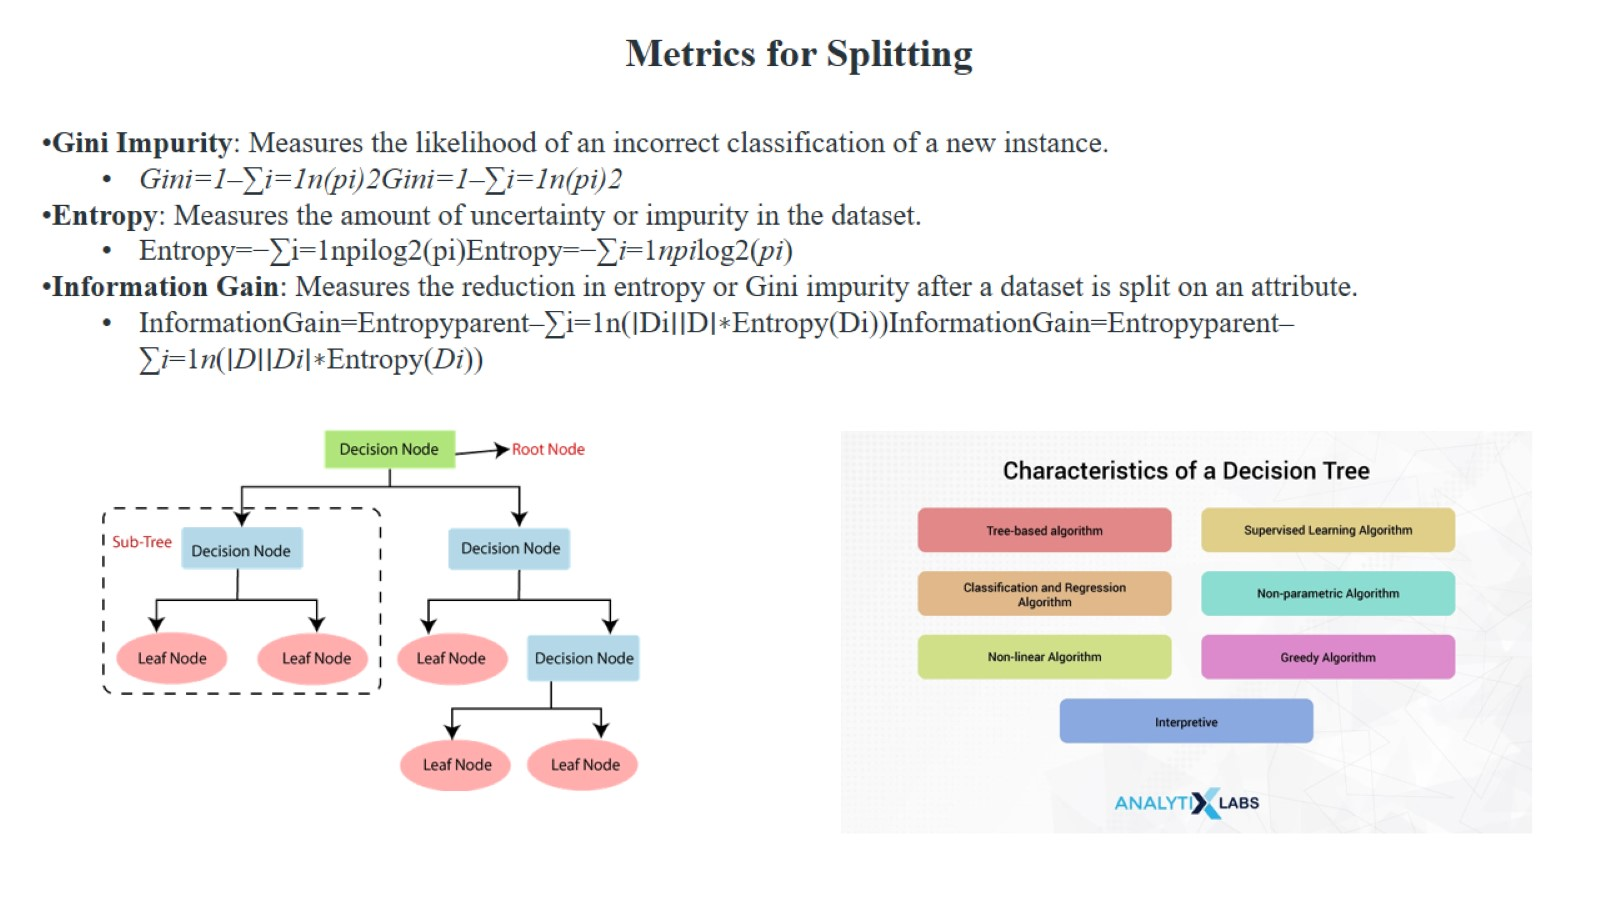 Metrics for Splitting
•Gini Impurity: Measures the likelihood of an incorrect classification of a new instance.
• Gini=1–∑i=1n(pi)2Gini=1–∑i=1n(pi)2
•Entropy: Measures the amount of uncertainty or impurity in the dataset.
• Entropy=−∑i=1npilog2(pi)Entropy=−∑i=1npilog2(pi)
•Information Gain: Measures the reduction in entropy or Gini impurity after a dataset is split on an attribute.
• InformationGain=Entropyparent–∑i=1n(|Di||D|∗Entropy(Di))InformationGain=Entropyparent–
∑i=1n(|D||Di|∗Entropy(Di))
Decision Node
Root Node
Sub-Tree
Decision Node
Decision Node
Leaf Node
Leaf Node
Leaf Node
Decision Node
Leaf Node
Leaf Node
Characteristics of a Decision Tree
Tree-based algorithm
Supervised Learning Algorithm
Classification and Regression
Algorithm
Non-parametric Algorithm
Non-linear Algorithm
Greedy Algorithm
Interpretive
ANALYTIXLABS